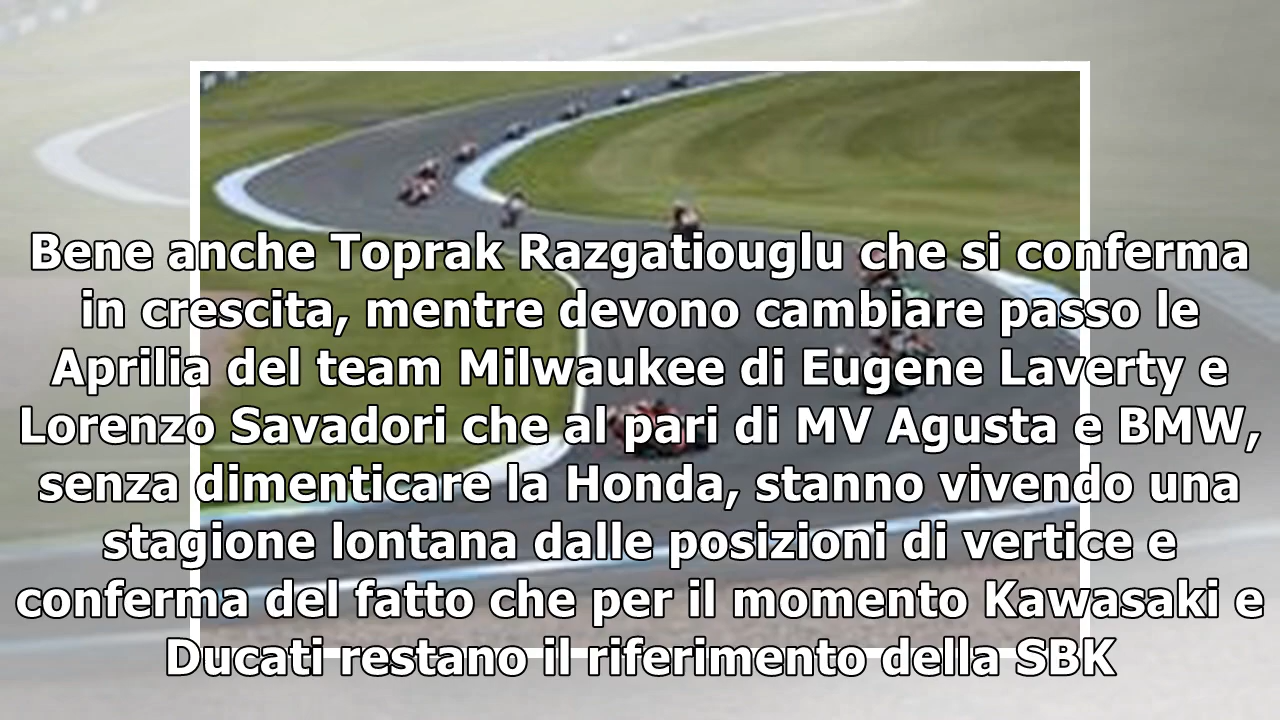 Bene anche Toprak Razgatiouglu che si conferma
in crescita, mentre devono cambiare passo le
Aprilia del team Milwaukee di Eugene Laverty e
Lorenzo Savadori che al pari di MV Agusta e BMW,
senza dimenticare la Honda, stanno vivendo una
stagione lontana dalle posizioni di vertice e
conferma del fatto che per il momento Kawasaki e
Ducati restano il riferimento della SBK